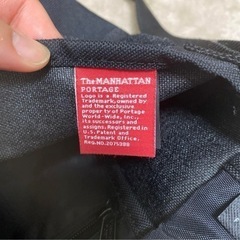 The MANHATTAN
PORTAGE
Logo is a Registered
Trademark, owned by
and the exclusive
property of Portage
World-Wide, Inc.,
its successors and
assigns. Registered in
U.S. Patent and
Trademark Office.
Reg.NO.2075288